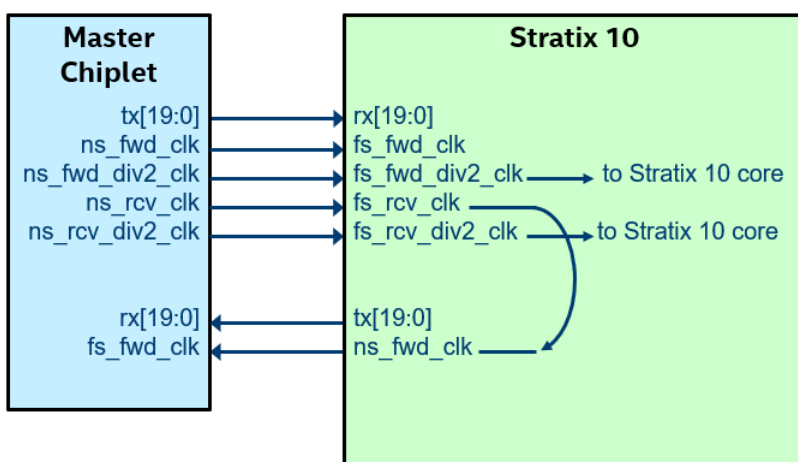 Master
Chiplet
Stratix 10
tx[19:0]
rx[19:0]
ns_fwd_clk
fs_fwd_clk
ns_fwd_div2_clk
fs_fwd_div2_clk
to Stratix 10 core
ns_rcv_clk
fs_rcv_clk
ns_rcv_div2_clk
fs_rcv_div2_clk
to Stratix 10 core
rx[19:0]
tx[19:0]
fs_fwd_clk
ns_fwd_clk